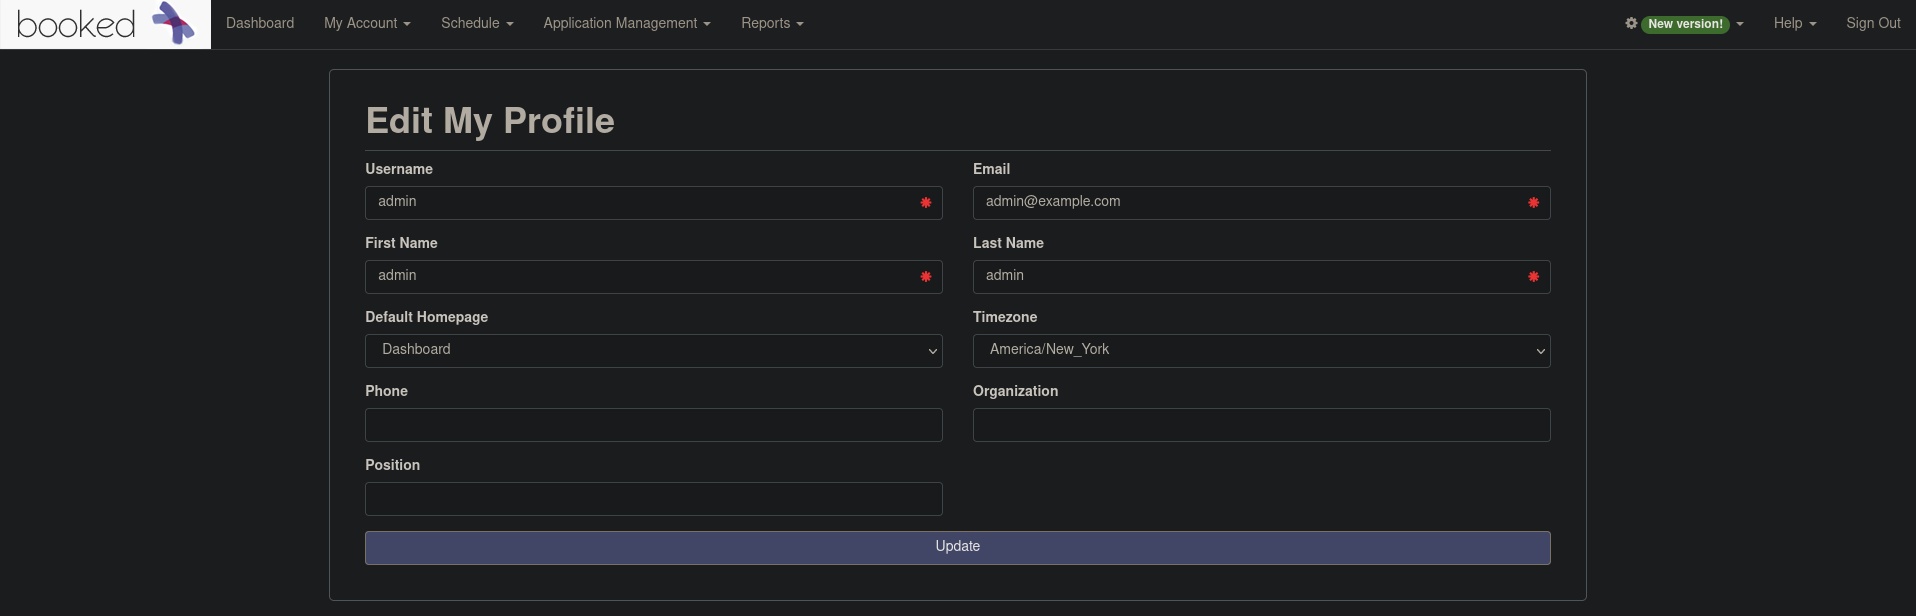 booked Dashboard My Account Schedule Application Management Reports New version! Help Sign Out
Edit My Profile
Username Email
admin admin@example.com
First Name Last Name
admin admin
Default Homepage Timezone
Dashboard America/New_York
Phone Organization
Position
Update